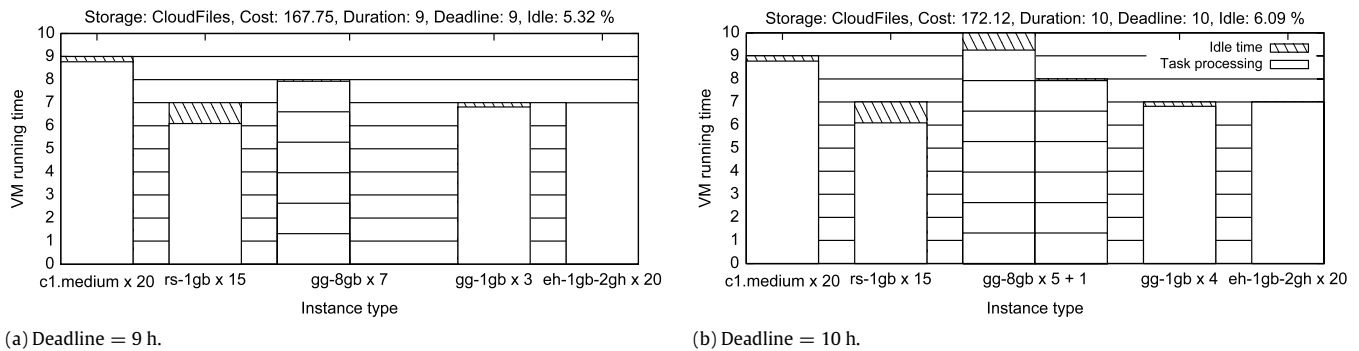 Storage: CloudFiles, Cost: 167.75, Duration: 9, Deadline: 9, Idle: 5.32 %
10
9
8
7
6
5
4
3
2
1
0
VM running time
c1.medium x 20 rs-1gb x 15 gg-8gb x 7 gg-1gb x 3 eh-1gb-2gh x 20
Instance type
(a) Deadline = 9 h.
Storage: CloudFiles, Cost: 172.12, Duration: 10, Deadline: 10, Idle: 6.09 %
Idle time
Task processing
10
9
8
7
6
5
4
3
2
1
0
VM running time
c1.medium x 20 rs-1gb x 15 gg-8gb x 5 + 1 gg-1gb x 4 eh-1gb-2gh x 20
Instance type
(b) Deadline = 10 h.